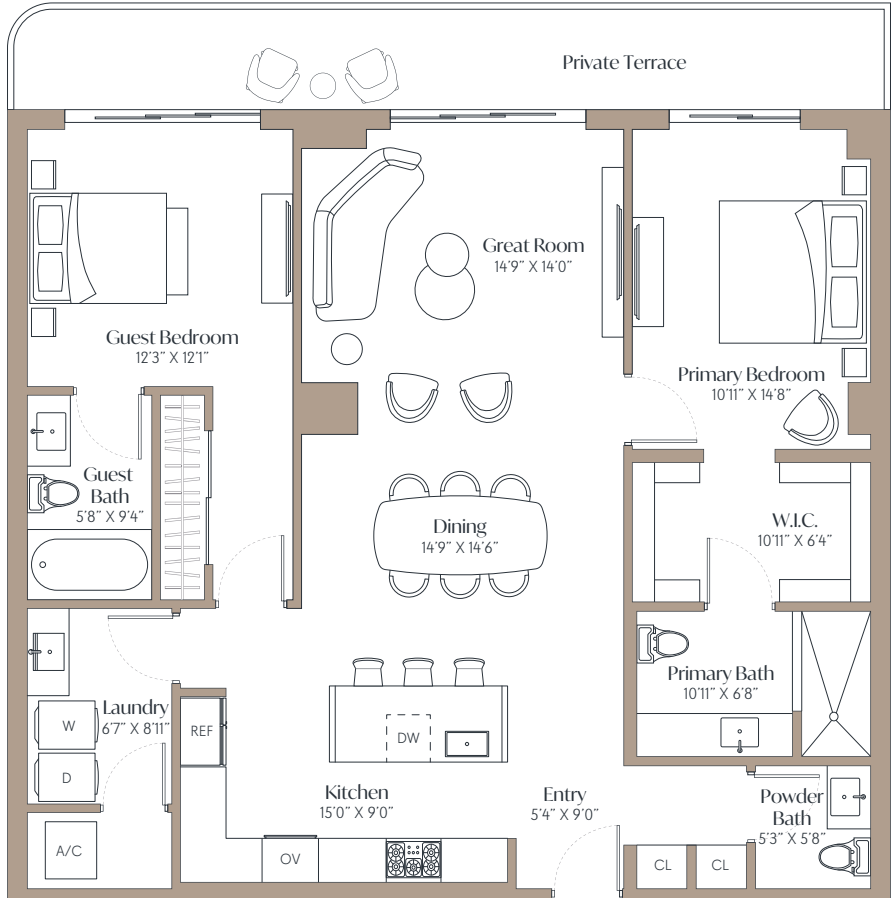 Private Terrace
Great Room
14'9" X 14'0"
Guest Bedroom
12'3" X 12'1"
Primary Bedroom
10'11" X 14'8"
Guest
Bath
5'8" X 9'4"
Dining
14'9" X 14'6"
W.I.C.
10'11" X 6'4"
Primary Bath
10'11" X 6'8"
Laundry
6'7" X 8'11"
W
D
REF
DW
Kitchen
15'0" X 9'0"
Entry
5'4" X 9'0"
Powder
Bath
5'3" X 5'8"
A/C
OV
CL
CL